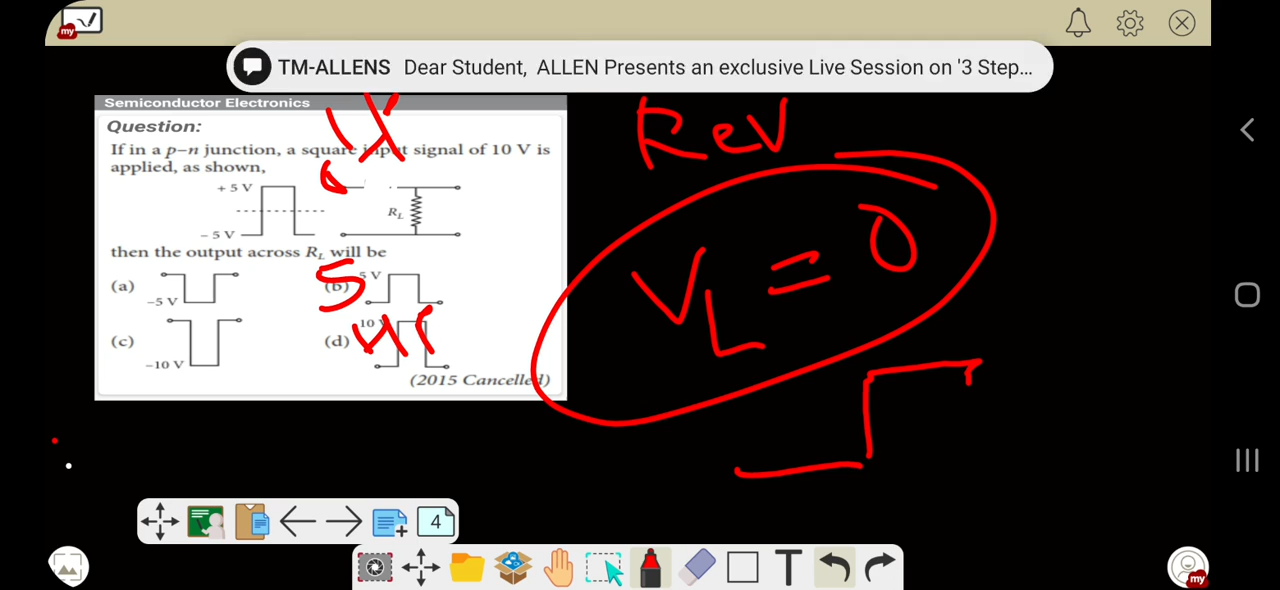 my
TM-ALLENS Dear Student, ALLEN Presents an exclusive Live Session on '3 Step...
Semiconductor Electronics
Question:
If in a p–n junction, a square input signal of 10 V is
applied, as shown,
+ 5 V
R_L
– 5 V
then the output across R_L will be
(a) –5 V
(b) 5 V
(c) –10 V
(d) 10 V
(2015 Cancelled)
Rev
V_L = 0
5
4
T
my